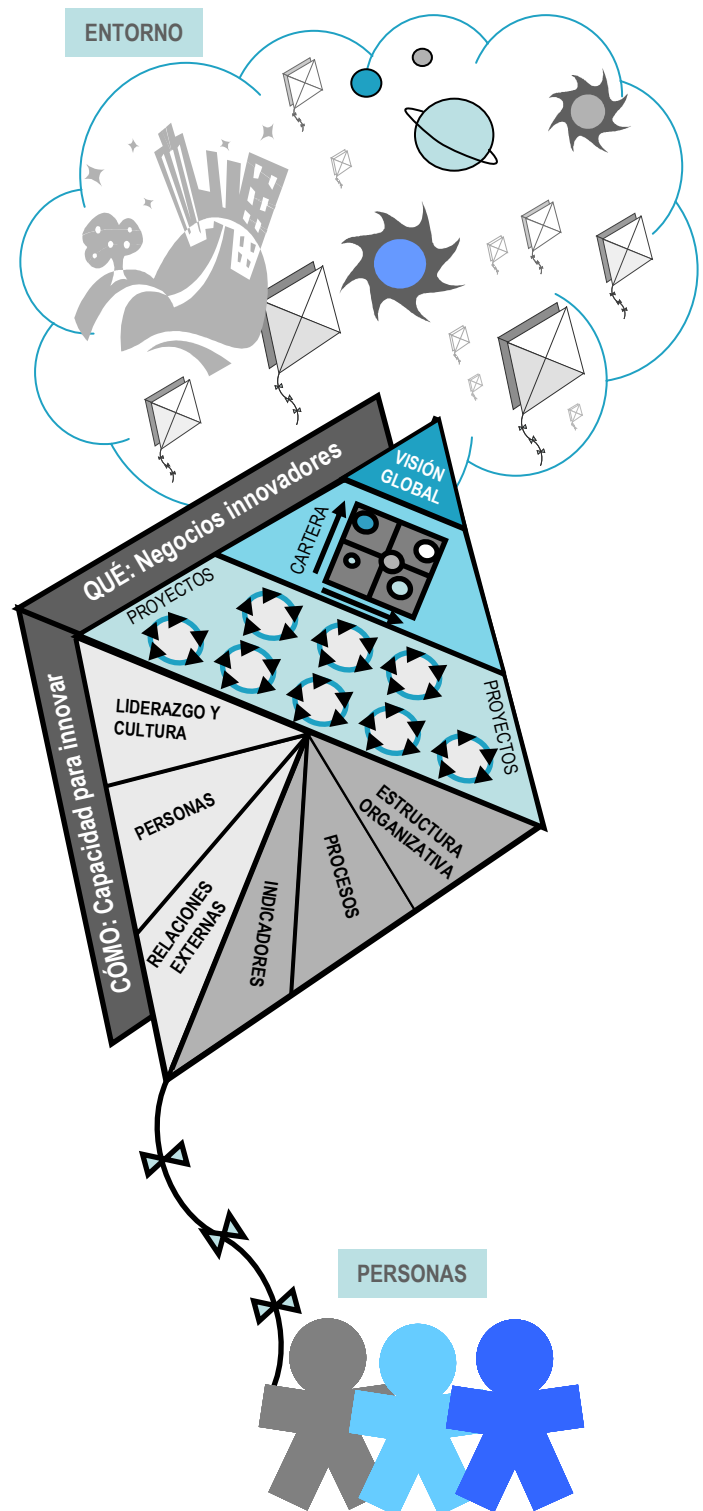 ENTORNO
QUÉ: Negocios innovadores
VISIÓN
GLOBAL
CARTERA
PROYECTOS
PROYECTOS
CÓMO: Capacidad para innovar
LIDERAZGO Y
CULTURA
PERSONAS
RELACIONES
EXTERNAS
INDICADORES
PROCESOS
ESTRUCTURA
ORGANIZATIVA
PERSONAS